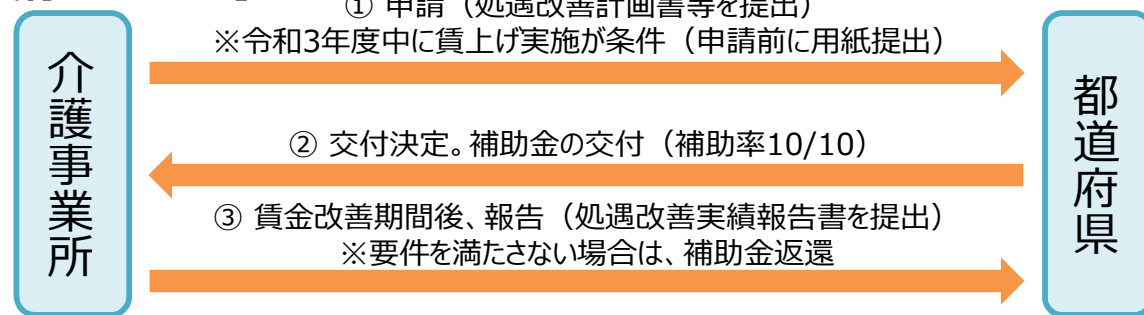 ① 申請（処遇改善計画書等を提出）
※令和3年度中に賃上げ実施が条件（申請前に用紙提出）
介護事業所
都道府県
② 交付決定。補助金の交付（補助率10/10）
③ 賃金改善期間後、報告（処遇改善実績報告書を提出）
※要件を満たさない場合は、補助金返還